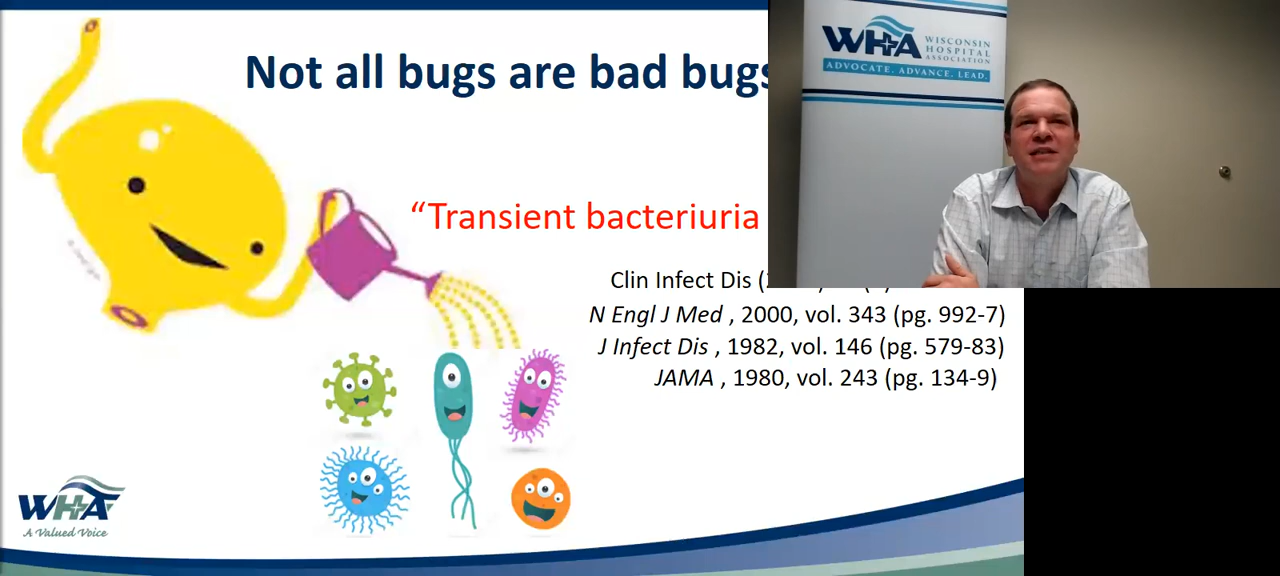 Not all bugs are bad bugs
"Transient bacteriuria
Clin Infect Dis (
N Engl J Med , 2000, vol. 343 (pg. 992-7)
J Infect Dis , 1982, vol. 146 (pg. 579-83)
JAMA , 1980, vol. 243 (pg. 134-9)
WHA
A Valued Voice
WHA
WISCONSIN
HOSPITAL
ASSOCIATION
ADVOCATE. ADVANCE. LEAD.